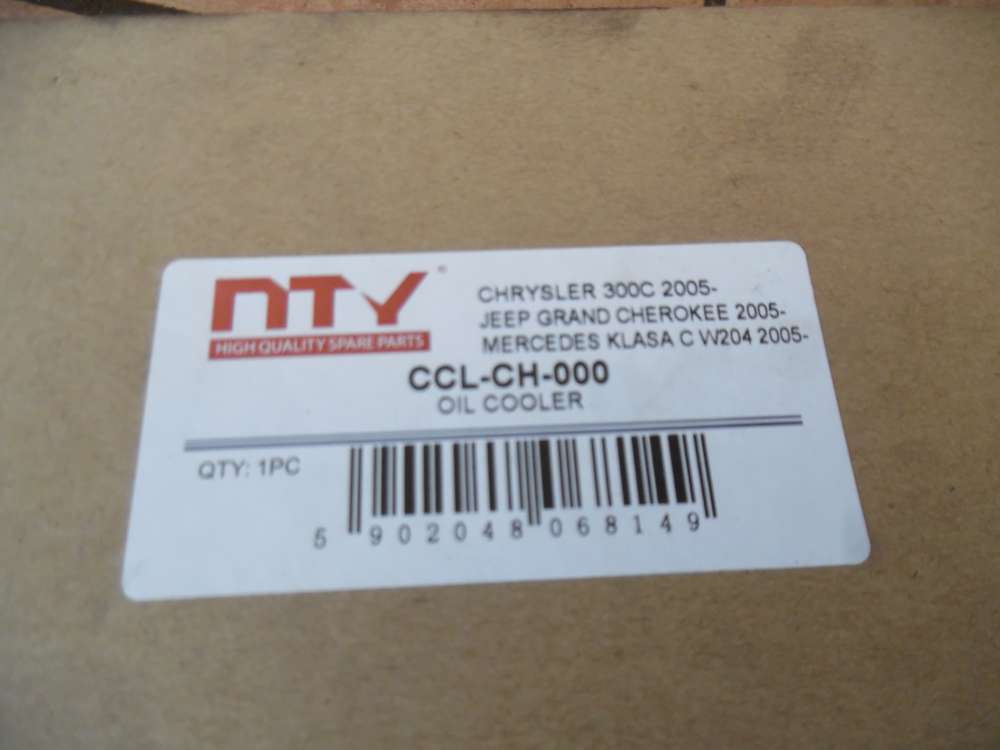 NTY®
HIGH QUALITY SPARE PARTS
CHRYSLER 300C 2005-
JEEP GRAND CHEROKEE 2005-
MERCEDES KLASA C W204 2005-
CCL-CH-000
OIL COOLER
QTY: 1PC
5 902048 068149